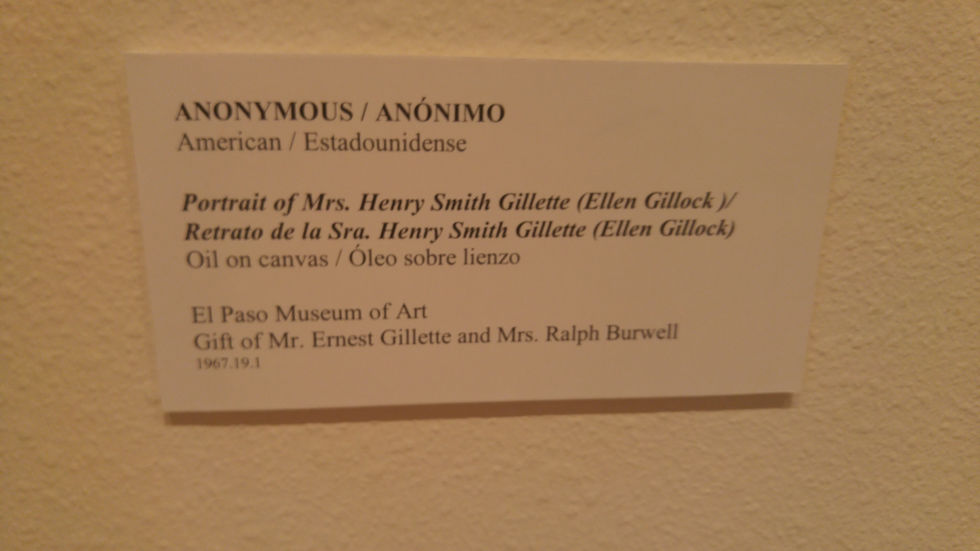 ANONYMOUS / ANÓNIMO
American / Estadounidense
Portrait of Mrs. Henry Smith Gillette (Ellen Gillock )/
Retrato de la Sra. Henry Smith Gillette (Ellen Gillock)
Oil on canvas / Óleo sobre lienzo
El Paso Museum of Art
Gift of Mr. Ernest Gillette and Mrs. Ralph Burwell
1967.19.1